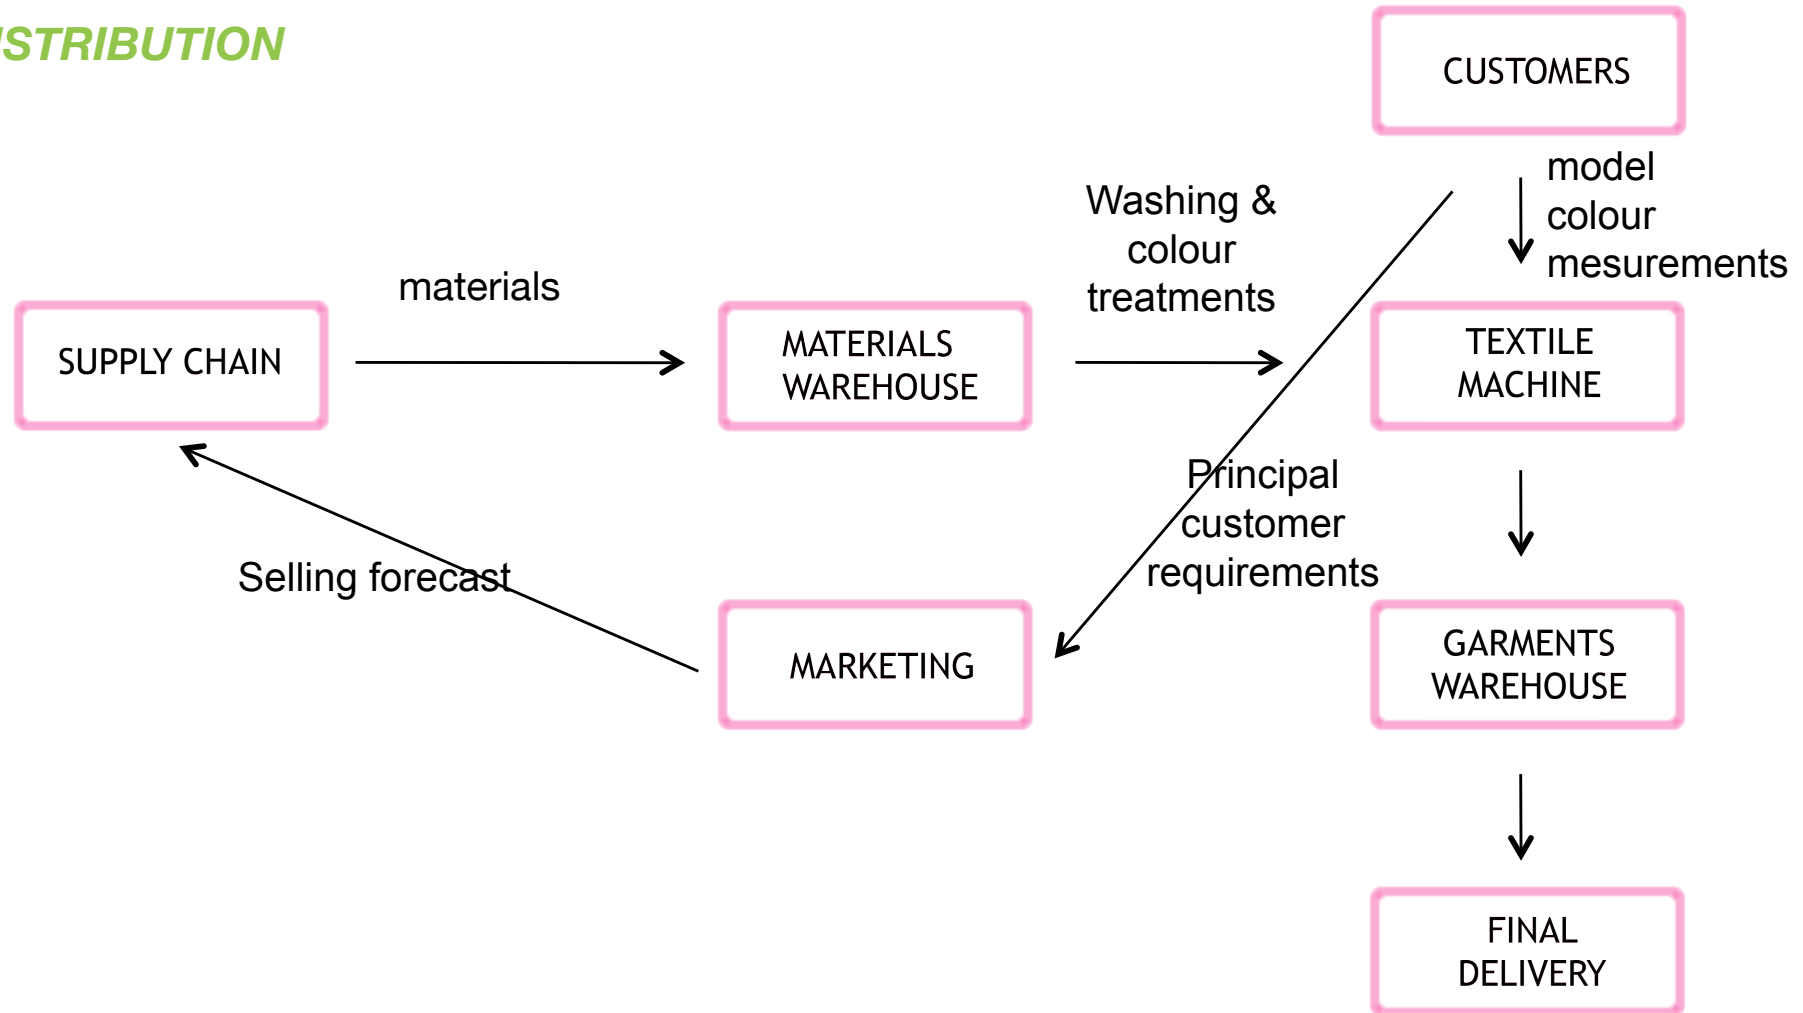 ISTRIBUTION
CUSTOMERS
model
colour
mesurements
Washing &
colour
treatments
materials
SUPPLY CHAIN
MATERIALS
WAREHOUSE
TEXTILE
MACHINE
Principal
customer
requirements
Selling forecast
MARKETING
GARMENTS
WAREHOUSE
FINAL
DELIVERY